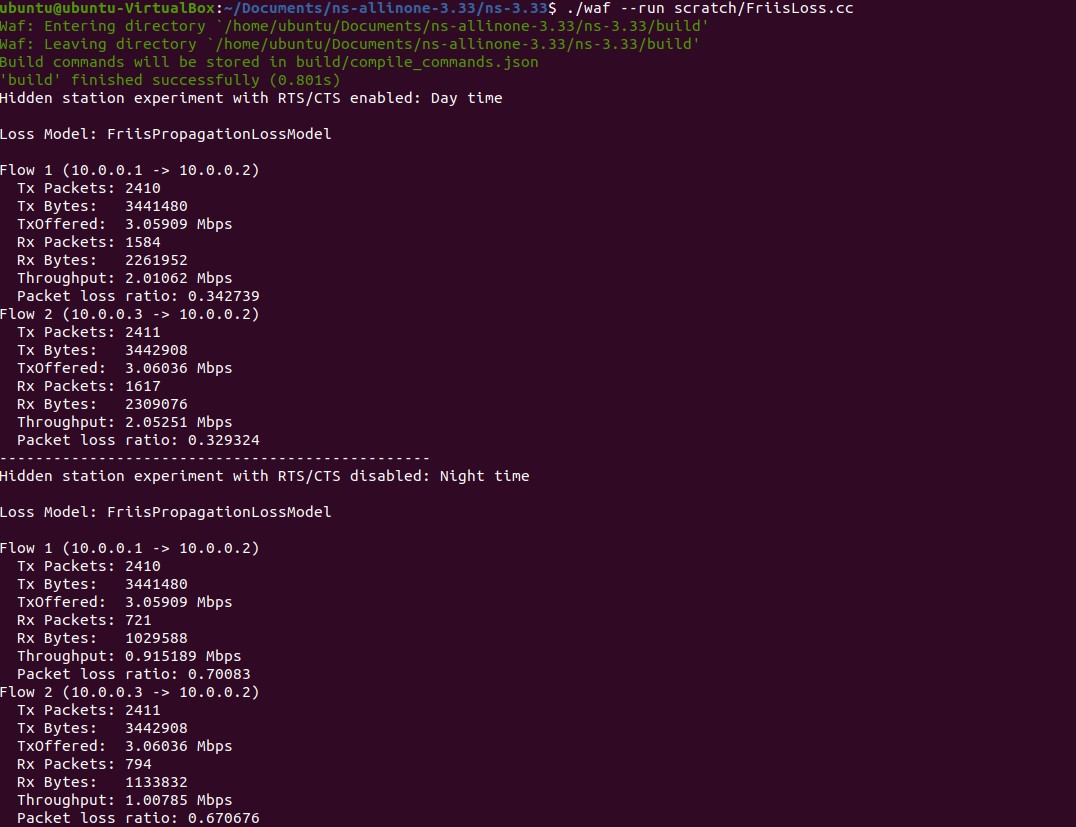 ubuntu@ubuntu-VirtualBox:~/Documents/ns-allinone-3.33/ns-3.33$ ./waf --run scratch/FriisLoss.cc
Waf: Entering directory `/home/ubuntu/Documents/ns-allinone-3.33/ns-3.33/build'
Waf: Leaving directory `/home/ubuntu/Documents/ns-allinone-3.33/ns-3.33/build'
Build commands will be stored in build/compile_commands.json
'build' finished successfully (0.801s)
Hidden station experiment with RTS/CTS enabled: Day time

Loss Model: FriisPropagationLossModel

Flow 1 (10.0.0.1 -> 10.0.0.2)
  Tx Packets: 2410
  Tx Bytes:   3441480
  TxOffered:  3.05909 Mbps
  Rx Packets: 1584
  Rx Bytes:   2261952
  Throughput: 2.01062 Mbps
  Packet loss ratio: 0.342739
Flow 2 (10.0.0.3 -> 10.0.0.2)
  Tx Packets: 2411
  Tx Bytes:   3442908
  TxOffered:  3.06036 Mbps
  Rx Packets: 1617
  Rx Bytes:   2309076
  Throughput: 2.05251 Mbps
  Packet loss ratio: 0.329324
------------------------------------------------
Hidden station experiment with RTS/CTS disabled: Night time

Loss Model: FriisPropagationLossModel

Flow 1 (10.0.0.1 -> 10.0.0.2)
  Tx Packets: 2410
  Tx Bytes:   3441480
  TxOffered:  3.05909 Mbps
  Rx Packets: 721
  Rx Bytes:   1029588
  Throughput: 0.915189 Mbps
  Packet loss ratio: 0.70083
Flow 2 (10.0.0.3 -> 10.0.0.2)
  Tx Packets: 2411
  Tx Bytes:   3442908
  TxOffered:  3.06036 Mbps
  Rx Packets: 794
  Rx Bytes:   1133832
  Throughput: 1.00785 Mbps
  Packet loss ratio: 0.670676